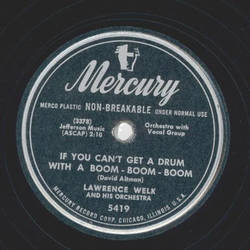 Mercury
MERCO PLASTIC NON-BREAKABLE UNDER NORMAL USE
(3378)
Jefferson Music
(ASCAP) 2:10
Orchestra with
Vocal Group
IF YOU CAN'T GET A DRUM
WITH A BOOM - BOOM - BOOM
(David Altman)
LAWRENCE WELK
AND HIS ORCHESTRA
5419
MERCURY RECORD CORP. CHICAGO, ILLINOIS U.S.A.